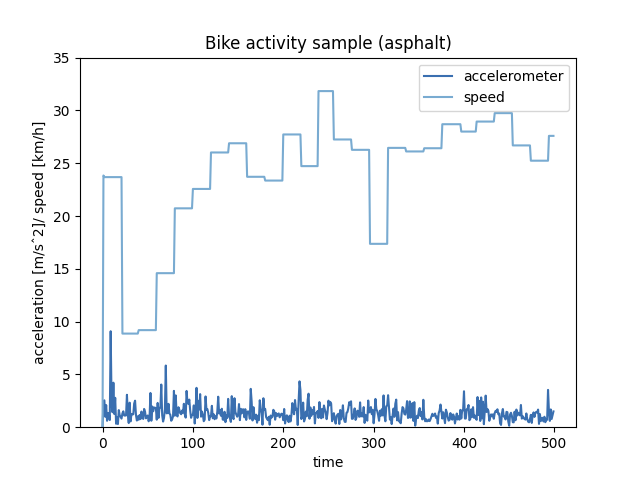 Bike activity sample (asphalt)
accelerometer
speed
acceleration [m/sˆ2]/ speed [km/h]
35
30
25
20
15
10
5
0
0 100 200 300 400 500
time